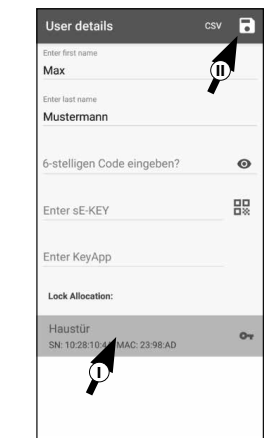 User details CSV
Enter first name
Max
Enter last name
Mustermann
6-stelligen Code eingeben?
Enter sE-KEY
Enter KeyApp
Lock Allocation:
Haustür
SN: 10:28:10:4 MAC: 23:98:AD
I
II